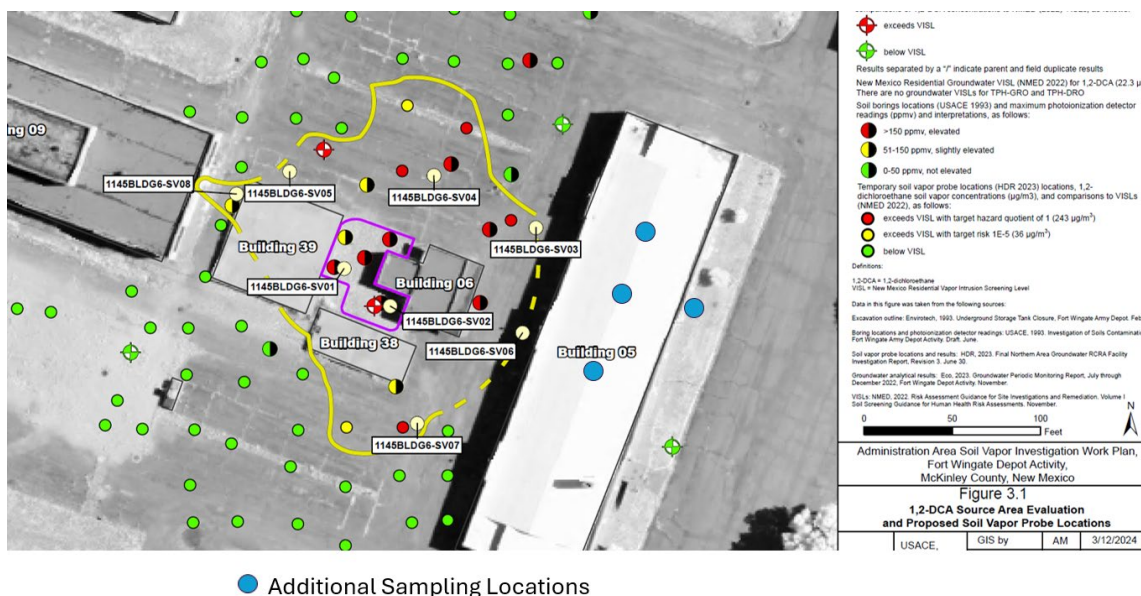 exceeds VISL
below VISL
Results separated by a "/" indicate parent and field duplicate results
New Mexico Residential Groundwater VISL (NMED 2022) for 1,2-DCA (22.3 µ
There are no groundwater VISLs for TPH-GRO and TPH-DRO
Soil borings locations (USACE 1993) and maximum photoionization detector
readings (ppmv) and interpretations, as follows:
>150 ppmv, elevated
51-150 ppmv, slightly elevated
0-50 ppmv, not elevated
Temporary soil vapor probe locations (HDR 2023) locations, 1,2-
dichloroethane soil vapor concentrations (µg/m3), and comparisons to VISLs
(NMED 2022), as follows:
exceeds VISL with target hazard quotient of 1 (243 µg/m³)
exceeds VISL with target risk 1E-5 (36 µg/m³)
below VISL
Definitions:
1,2-DCA = 1,2-dichloroethane
VISL = New Mexico Residential Vapor Intrusion Screening Level
Data in this figure was taken from the following sources:
Excavation outline: Envirotech, 1993. Underground Storage Tank Closure, Fort Wingate Army Depot. Feb
Boring locations and photoionization detector readings: USACE, 1993. Investigation of Soils Contaminati
Fort Wingate Army Depot Activity. Draft. June.
Soil vapor probe locations and results: HDR, 2023. Final Northern Area Groundwater RCRA Facility
Investigation Report, Revision 3. June 30.
Groundwater analytical results: Eco, 2023. Groundwater Periodic Monitoring Report, July through
December 2022, Fort Wingate Depot Activity. November.
VISLs: NMED, 2022. Risk Assessment Guidance for Site Investigations and Remediation. Volume I
Soil Screening Guidance for Human Health Risk Assessments. November.
N
0 50 100
Feet
Administration Area Soil Vapor Investigation Work Plan,
Fort Wingate Depot Activity,
McKinley County, New Mexico
Figure 3.1
1,2-DCA Source Area Evaluation
and Proposed Soil Vapor Probe Locations
USACE, GIS by AM 3/12/2024
ng 09
1145BLDG6-SV08
1145BLDG6-SV05
1145BLDG6-SV04
Building 39
1145BLDG6-SV03
1145BLDG6-SV01
Building 06
1145BLDG6-SV02
Building 38
1145BLDG6-SV06
Building 05
1145BLDG6-SV07
Additional Sampling Locations